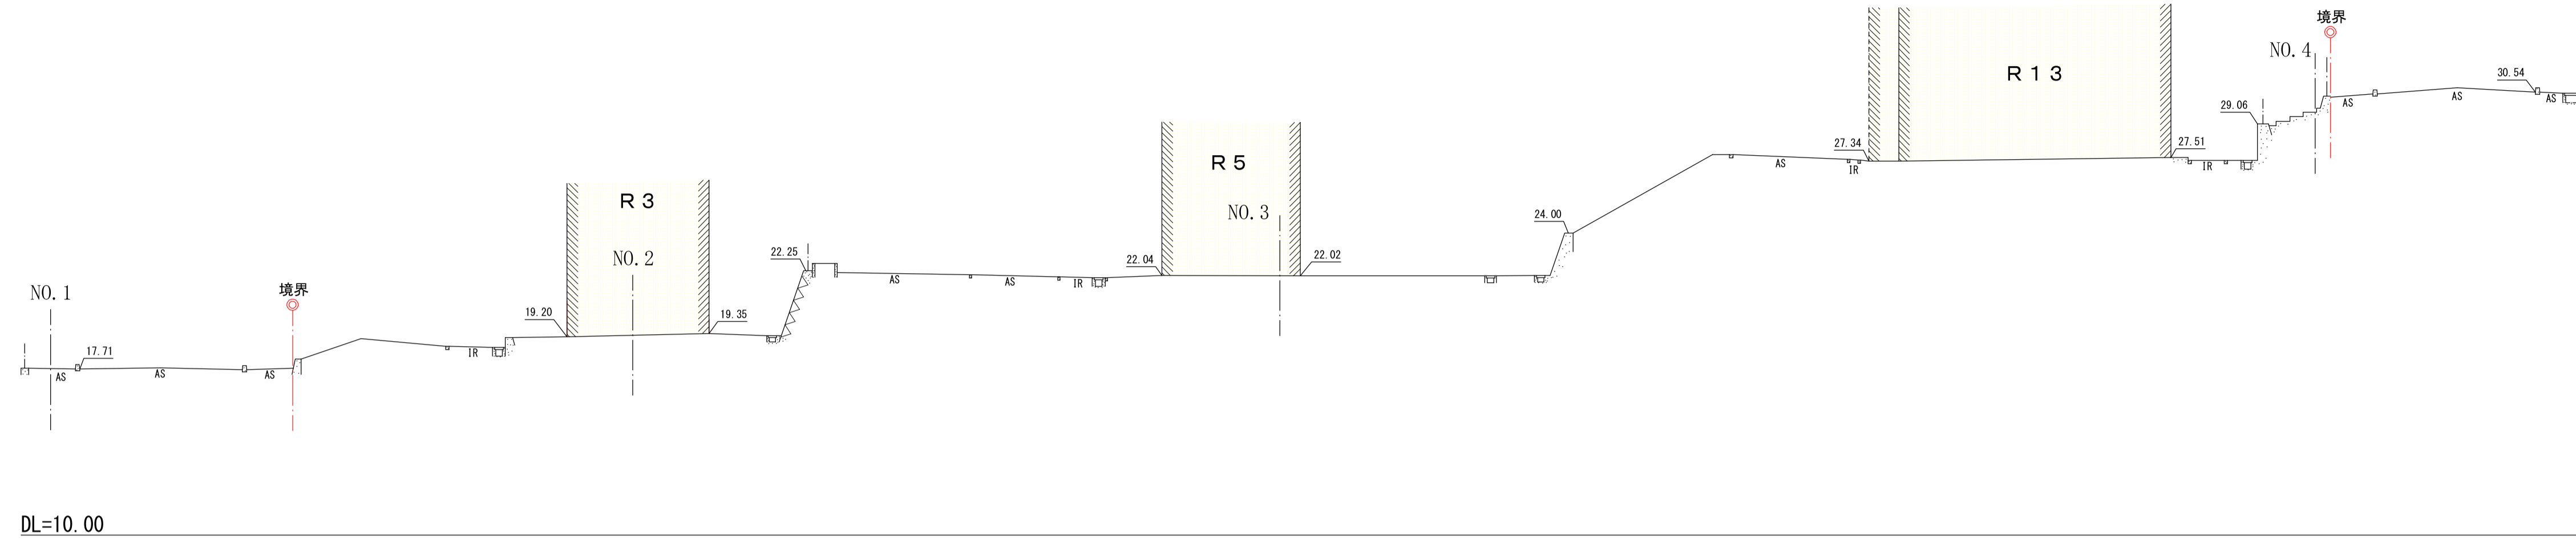 NO.1
17.71
AS
AS
AS
境界
IR
19.20
R3
NO.2
19.35
22.25
AS
AS
IR
22.04
R5
NO.3
22.02
24.00
AS
IR
27.34
R13
27.51
IR
29.06
NO.4
境界
AS
AS
30.54
AS
DL=10.00